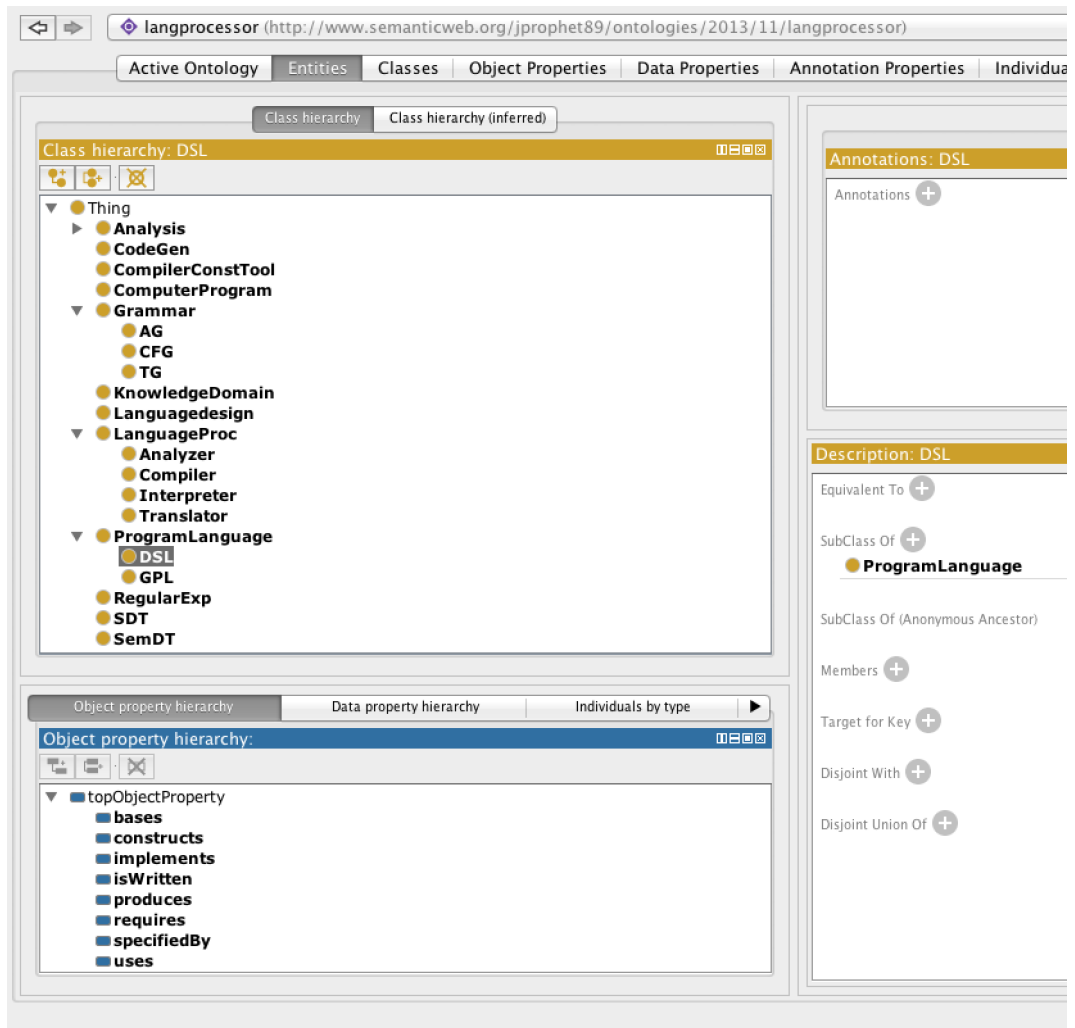 langprocessor (http://www.semanticweb.org/jprophet89/ontologies/2013/11/langprocessor)
Active Ontology Entities Classes Object Properties Data Properties Annotation Properties Individua
Class hierarchy Class hierarchy (inferred)
Class hierarchy: DSL
Thing
Analysis
CodeGen
CompilerConstTool
ComputerProgram
Grammar
AG
CFG
TG
KnowledgeDomain
Languagedesign
LanguageProc
Analyzer
Compiler
Interpreter
Translator
ProgramLanguage
DSL
GPL
RegularExp
SDT
SemDT
Object property hierarchy Data property hierarchy Individuals by type
Object property hierarchy:
topObjectProperty
bases
constructs
implements
isWritten
produces
requires
specifiedBy
uses
Annotations: DSL
Annotations
Description: DSL
Equivalent To
SubClass Of
ProgramLanguage
SubClass Of (Anonymous Ancestor)
Members
Target for Key
Disjoint With
Disjoint Union Of